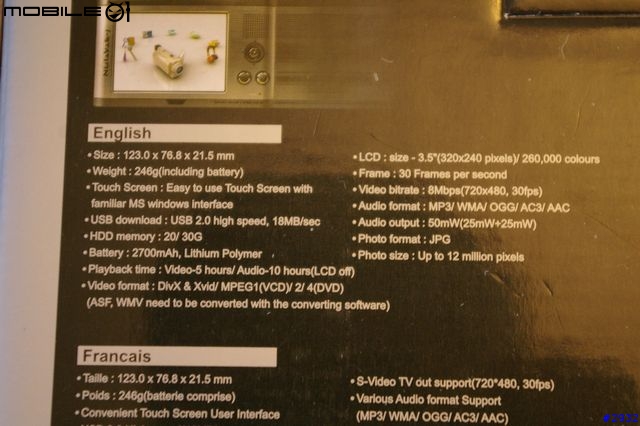 MOBILE01
English
• Size : 123.0 x 76.8 x 21.5 mm
• Weight : 246g(including battery)
• Touch Screen : Easy to use Touch Screen with
familiar MS windows interface
• USB download : USB 2.0 high speed, 18MB/sec
• HDD memory : 20/ 30G
• Battery : 2700mAh, Lithium Polymer
• Playback time : Video-5 hours/ Audio-10 hours(LCD off)
• Video format : DivX & Xvid/ MPEG1(VCD)/ 2/ 4(DVD)
(ASF, WMV need to be converted with the converting software)
• LCD : size - 3.5"(320x240 pixels)/ 260,000 colours
• Frame : 30 Frames per second
• Video bitrate : 8Mbps(720x480, 30fps)
• Audio format : MP3/ WMA/ OGG/ AC3/ AAC
• Audio output : 50mW(25mW+25mW)
• Photo format : JPG
• Photo size : Up to 12 million pixels
Francais
• Taille : 123.0 x 76.8 x 21.5 mm
• Poids : 246g(batterie comprise)
• Convenient Touch Screen User Interface
• S-Video TV out support(720*480, 30fps)
• Various Audio format Support
(MP3/ WMA/ OGG/ AC3/ AAC)